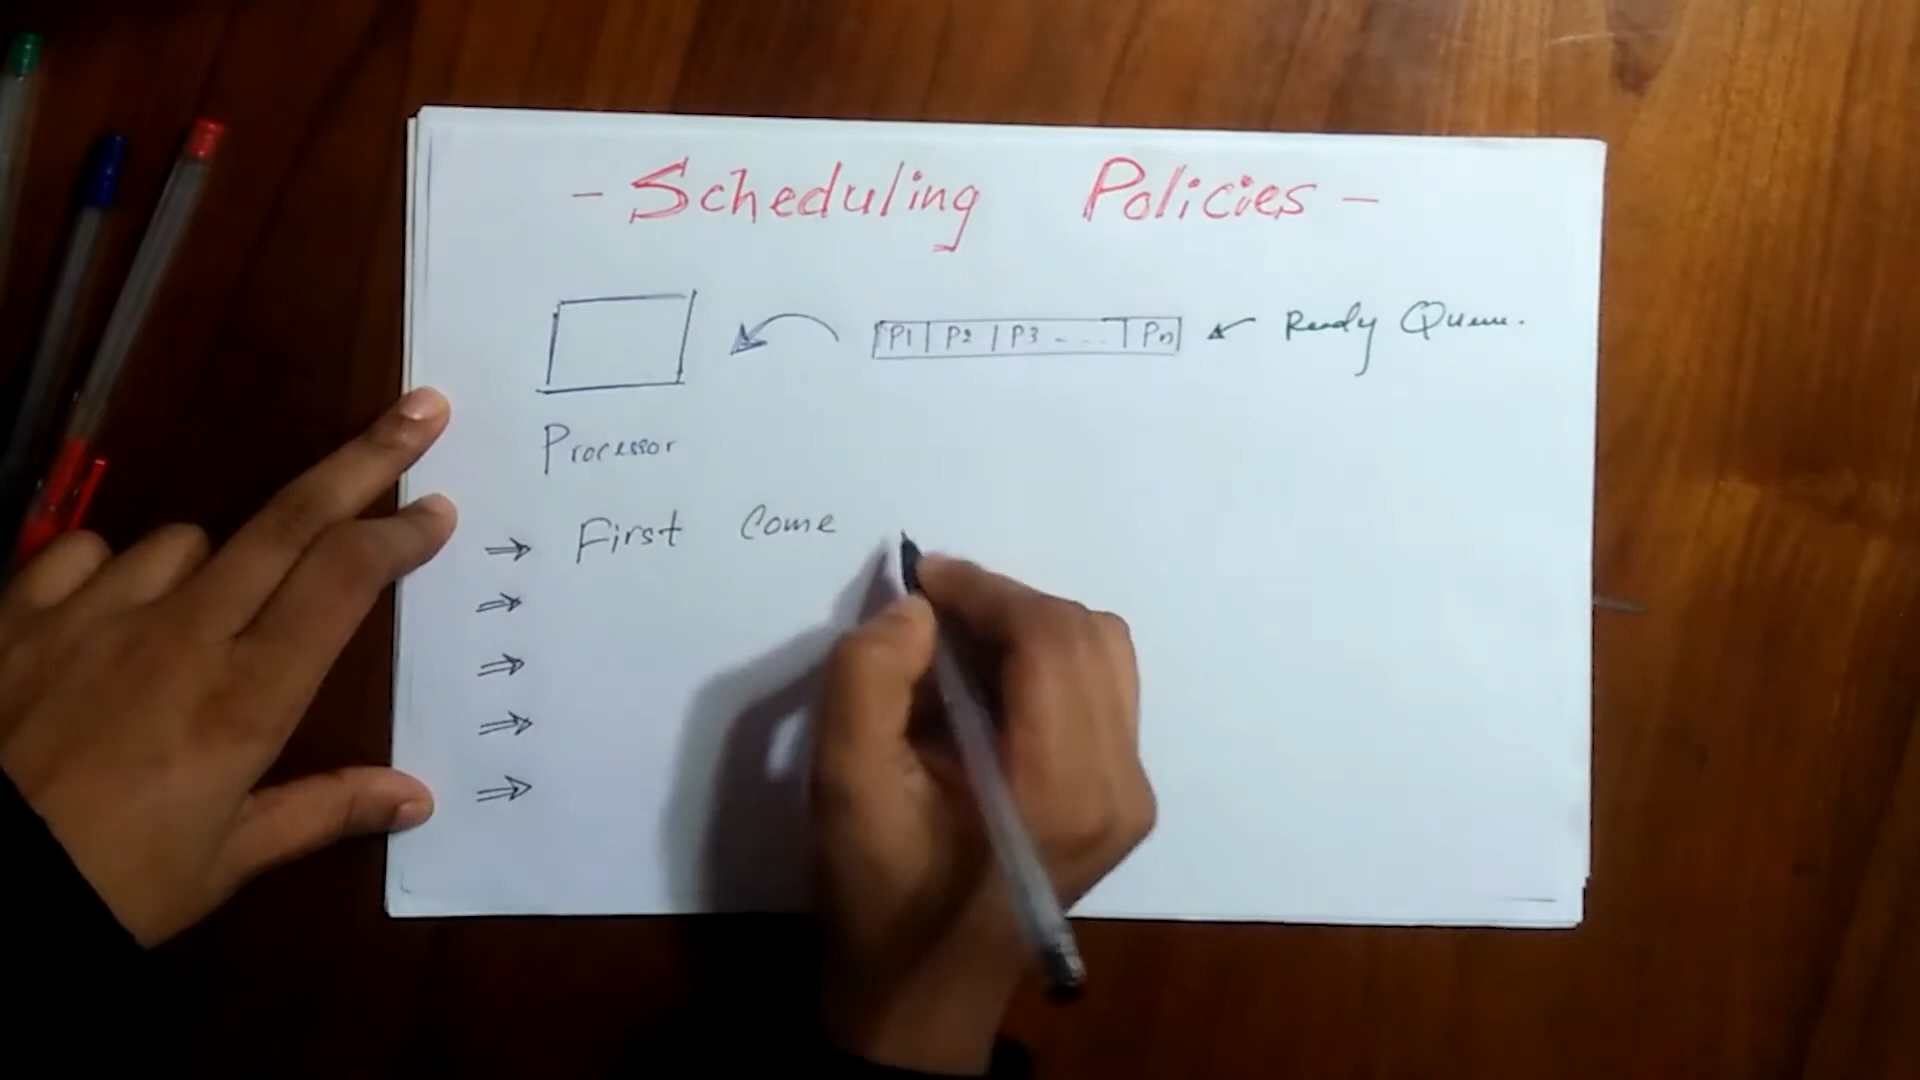 - Scheduling Policies -
P1 P2 P3 - - - . Pn
Ready Queue.
Processor
⇒ First Come
⇒
⇒
⇒
⇒